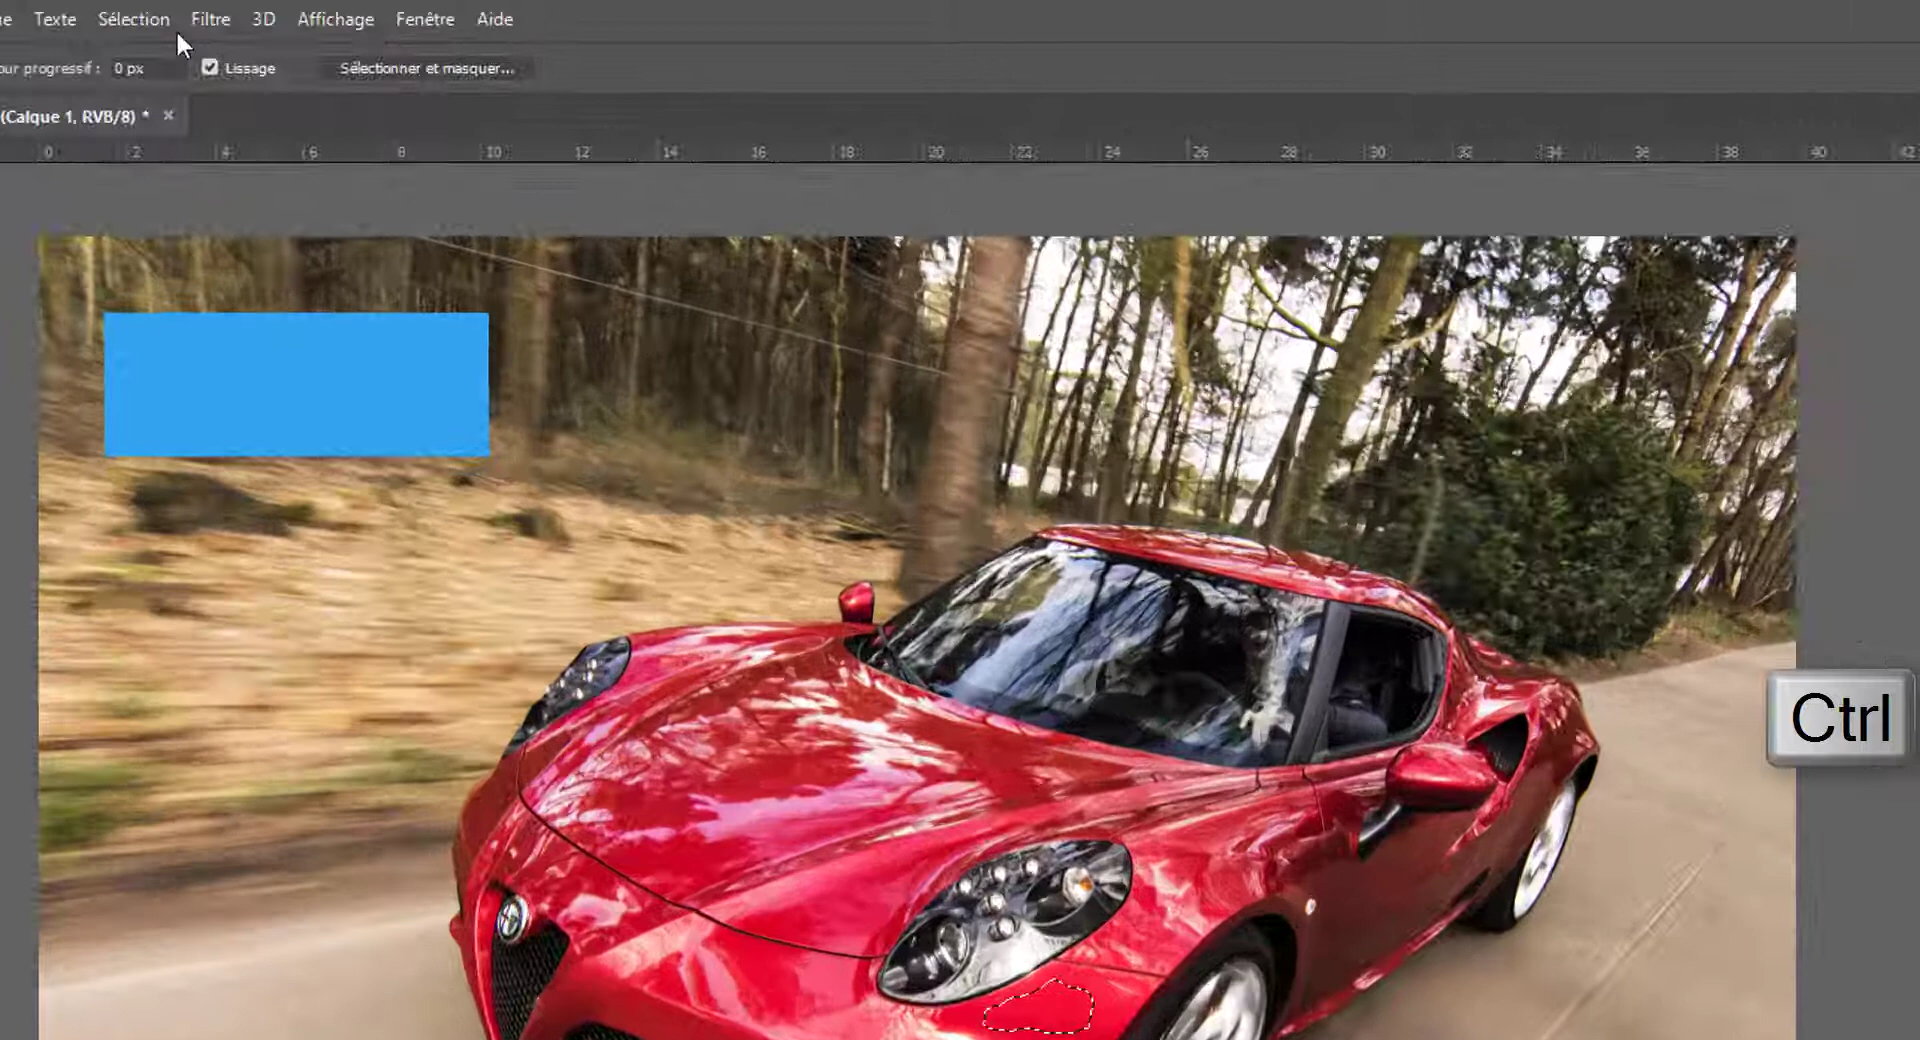 Texte Sélection Filtre 3D Affichage Fenêtre Aide
progressif : 0 px Lissage Sélectionner et masquer...
(Calque 1, RVB/8) * ×
0 2 4 6 8 10 12 14 16 18 20 22 24 26 28 30 32 34 36 38 40 42
Ctrl